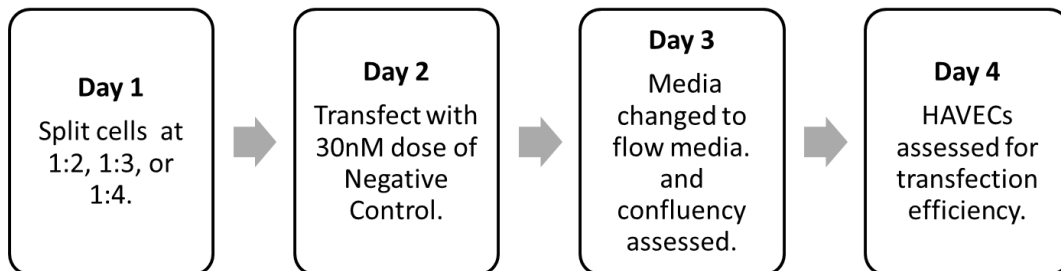 Day 1
Split cells at
1:2, 1:3, or
1:4.
Day 2
Transfect with
30nM dose of
Negative
Control.
Day 3
Media
changed to
flow media.
and
confluency
assessed.
Day 4
HAVECs
assessed for
transfection
efficiency.